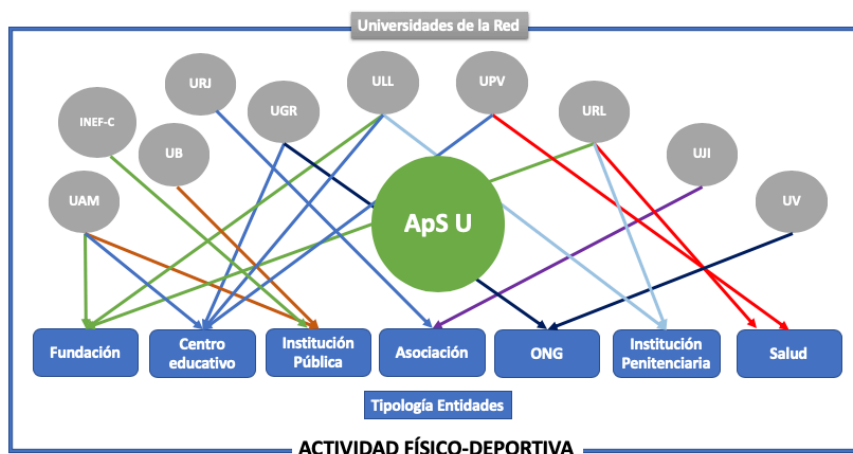 Universidades de la Red
URJ
ULL
UPV
INEF-C
UGR
URL
UB
UJI
UAM
UV
ApS U
Fundación
Centro
educativo
Institución
Pública
Asociación
ONG
Institución
Penitenciaria
Salud
Tipología Entidades
ACTIVIDAD FÍSICO-DEPORTIVA